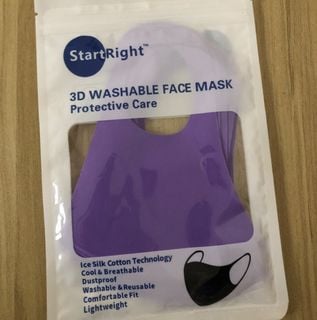 StartRight™
3D WASHABLE FACE MASK
Protective Care
Ice Silk Cotton Technology
Cool & Breathable
Dustproof
Washable & Reusable
Comfortable Fit
Lightweight